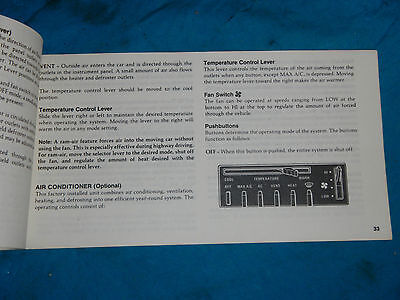 ver)
direction of air
the panel
VENT – Outside air enters the car and is directed through the
outlets in the instrument panel. A small amount of air also flows
through the heater and defroster outlets.
The temperature control lever should be moved to the cool
position.
Temperature Control Lever
Slide the lever right or left to maintain the desired temperature
when operating the system. Moving the lever to the right will
warm the air in any mode setting.
Note: A ram-air feature forces air into the moving car without
using the fan. This is especially effective during highway driving.
For ram-air, move the selector lever to the desired mode, shut off
the fan, and regulate the amount of heat desired with the
temperature control lever.
AIR CONDITIONER (Optional)
This factory installed unit combines air conditioning, ventilation,
heating, and defrosting into one efficient year-round system. The
operating controls consist of:
Temperature Control Lever
This lever controls the temperature of the air coming from the
outlets when any button, except MAX A/C, is depressed. Moving
the temperature lever toward the right makes the air warmer.
Fan Switch
The fan can be operated at speeds ranging from LOW at the
bottom to HI at the top to regulate the amount of air forced
through the vehicle.
Pushbuttons
Buttons determine the operating mode of the system. The buttons
function as follows:
OFF – When this button is pushed, the entire system is shut off.
COOL TEMPERATURE WARM
OFF MAX A/C A/C VENT HEAT
HI
LOW
33